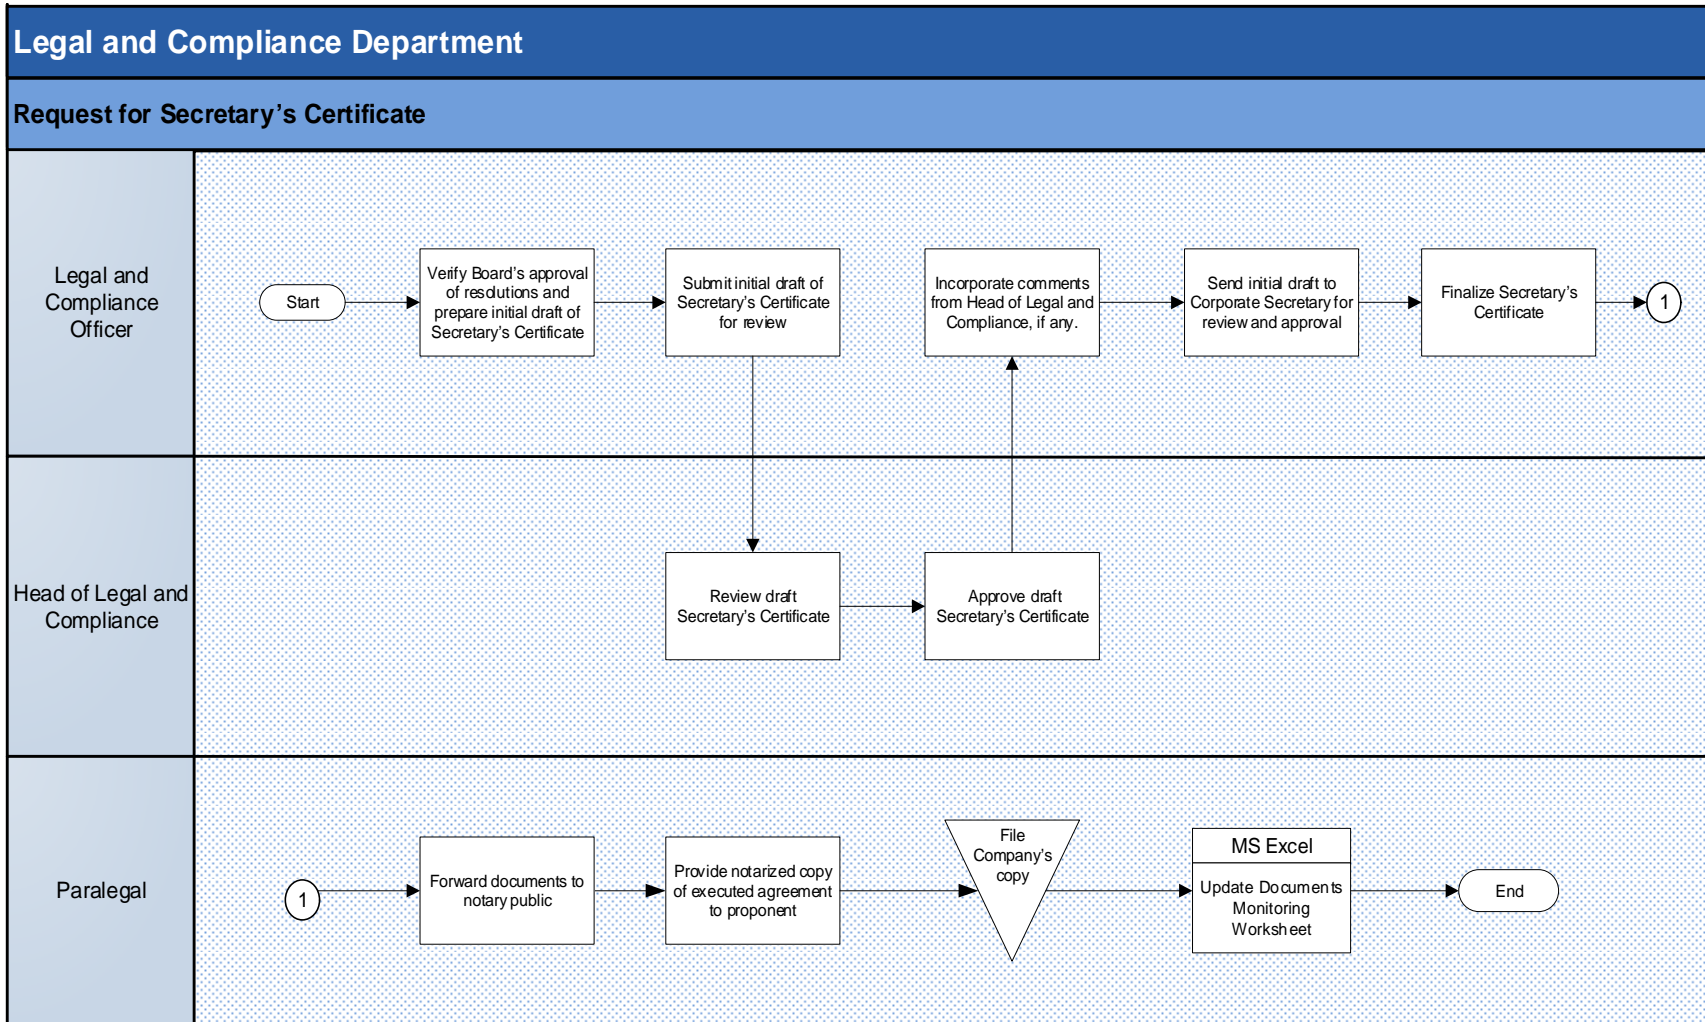 Legal and Compliance Department
Request for Secretary's Certificate
Legal and
Compliance
Officer
Start
Verify Board's approval
of resolutions and
prepare initial draft of
Secretary's Certificate
Submit initial draft of
Secretary's Certificate
for review
Incorporate comments
from Head of Legal and
Compliance, if any.
Send initial draft to
Corporate Secretary for
review and approval
Finalize Secretary's
Certificate
1
Head of Legal and
Compliance
Review draft
Secretary's Certificate
Approve draft
Secretary's Certificate
Paralegal
1
Forward documents to
notary public
Provide notarized copy
of executed agreement
to proponent
File
Company's
copy
MS Excel
Update Documents
Monitoring
Worksheet
End